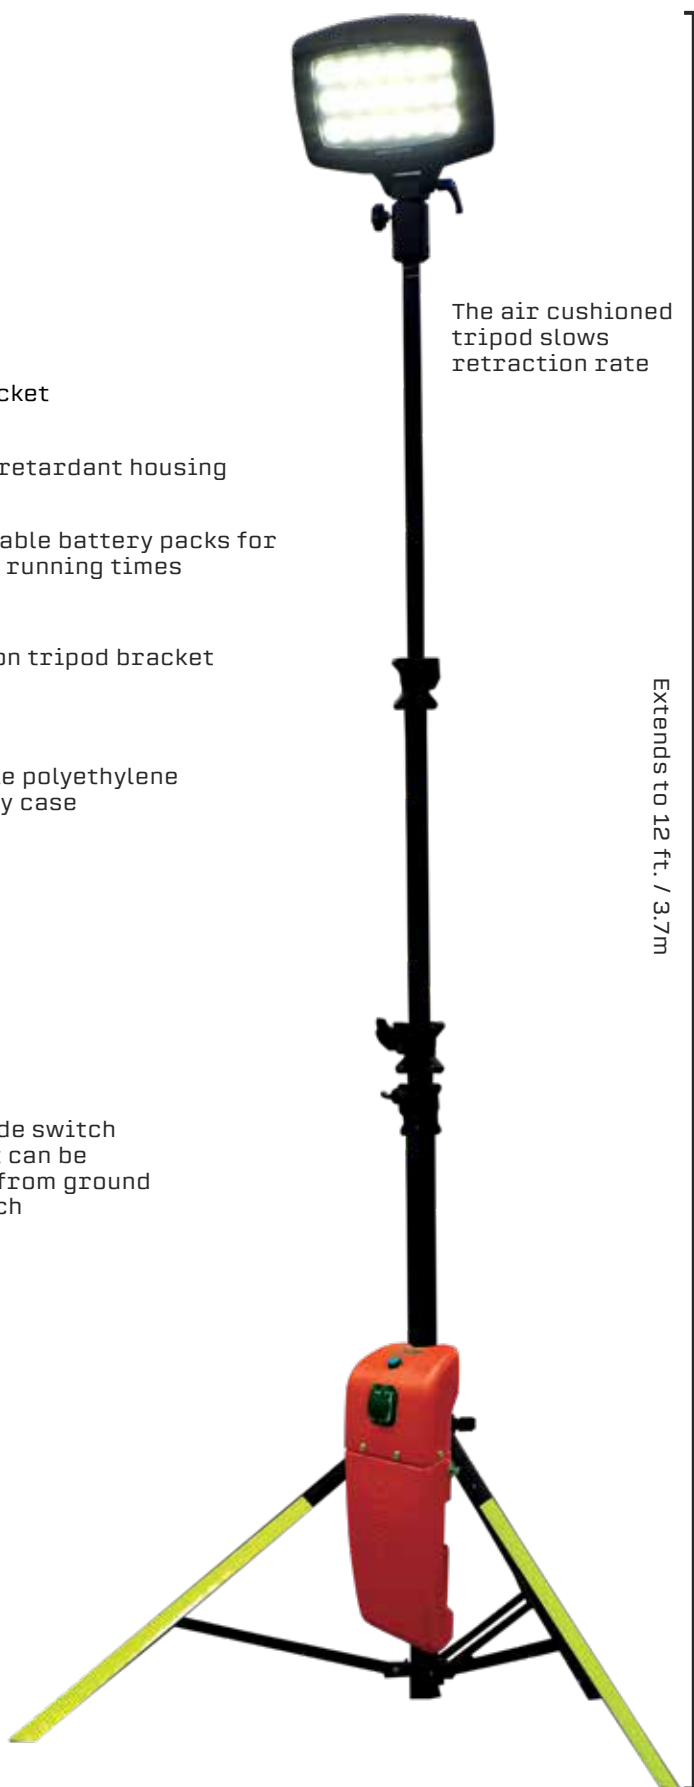 The air cushioned
tripod slows
retraction rate
cket
retardant housing
able battery packs for
running times
on tripod bracket
e polyethylene
y case
Extends to 12 ft. / 3.7m
de switch
can be
from ground
ch